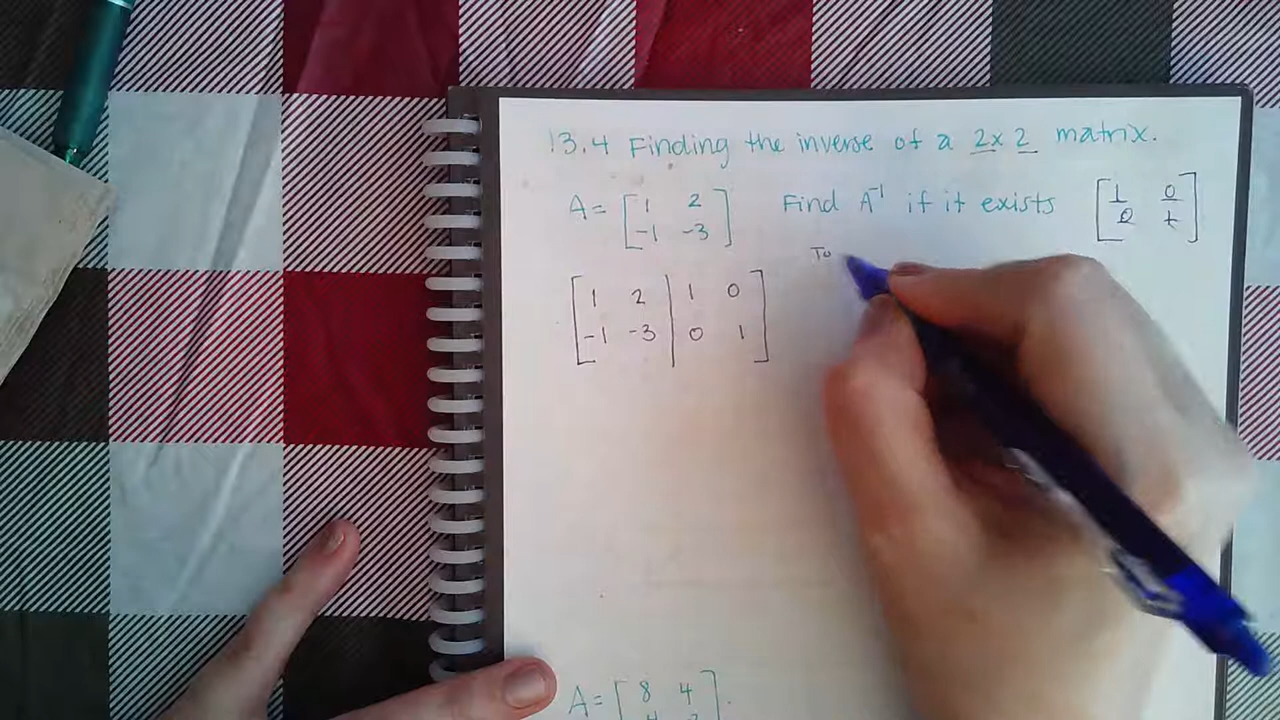 13.4 Finding the inverse of a 2x2 matrix.
A = [1 2
-1 -3] Find A⁻¹ if it exists [1 0
0 1]
To
[1 2 | 1 0
-1 -3 | 0 1]
A = [8 4